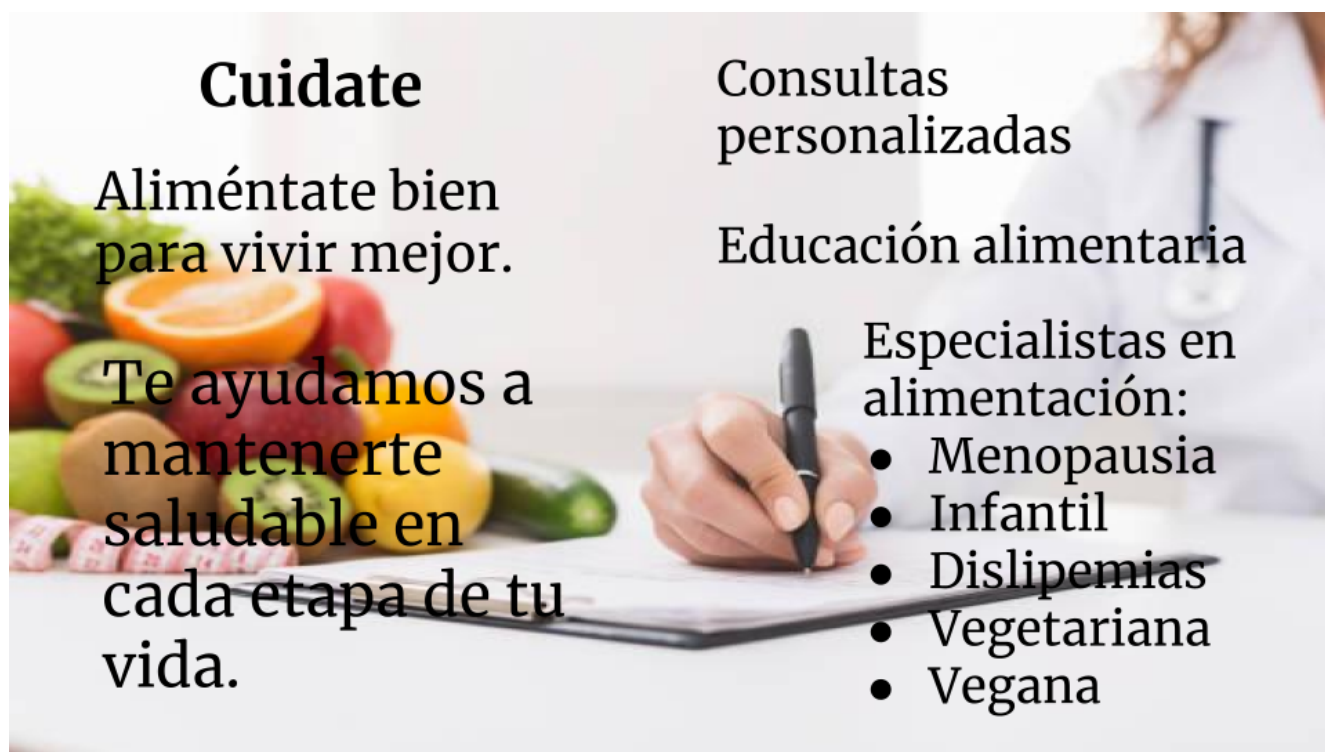 Cuidate
Aliméntate bien
para vivir mejor.
Te ayudamos a
mantenerte
saludable en
cada etapa de tu
vida.
Consultas
personalizadas
Educación alimentaria
Especialistas en
alimentación:
● Menopausia
● Infantil
● Dislipemias
● Vegetariana
● Vegana